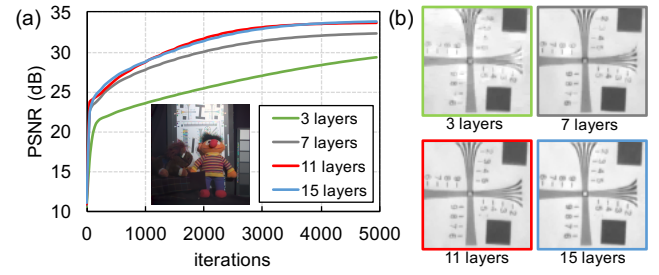 (a)
35
30
25
20
15
10
PSNR (dB)
0 1000 2000 3000 4000 5000
iterations
3 layers
7 layers
11 layers
15 layers
(b)
3 layers
7 layers
11 layers
15 layers